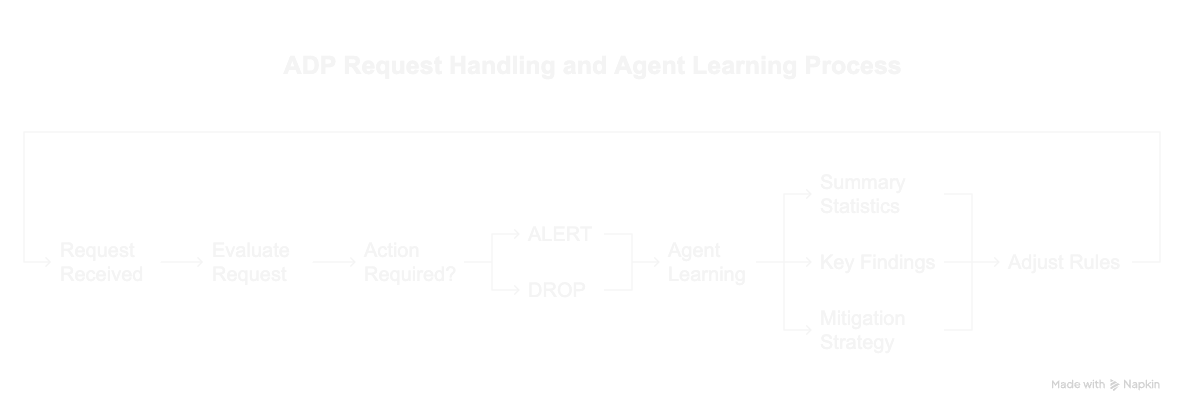 ADP Request Handling and Agent Learning Process
Request
Received
Evaluate
Request
Action
Required?
ALERT
DROP
Agent
Learning
Summary
Statistics
Key Findings
Mitigation
Strategy
Adjust Rules
Made with Napkin